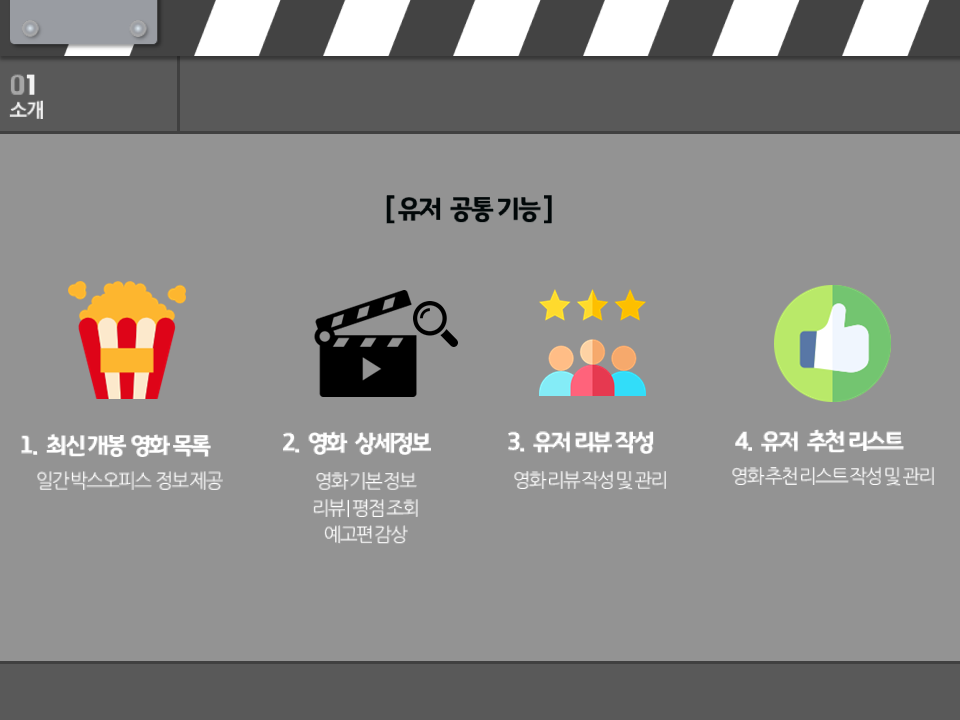 01
소개
[유저 공통 기능]
1. 최신 개봉 영화 목록
일간 박스오피스 정보 제공
2. 영화 상세정보
영화 기본 정보
리뷰 | 평점 조회
예고편 감상
3. 유저 리뷰 작성
영화 리뷰 작성 및 관리
4. 유저 추천 리스트
영화 추천 리스트 작성 및 관리